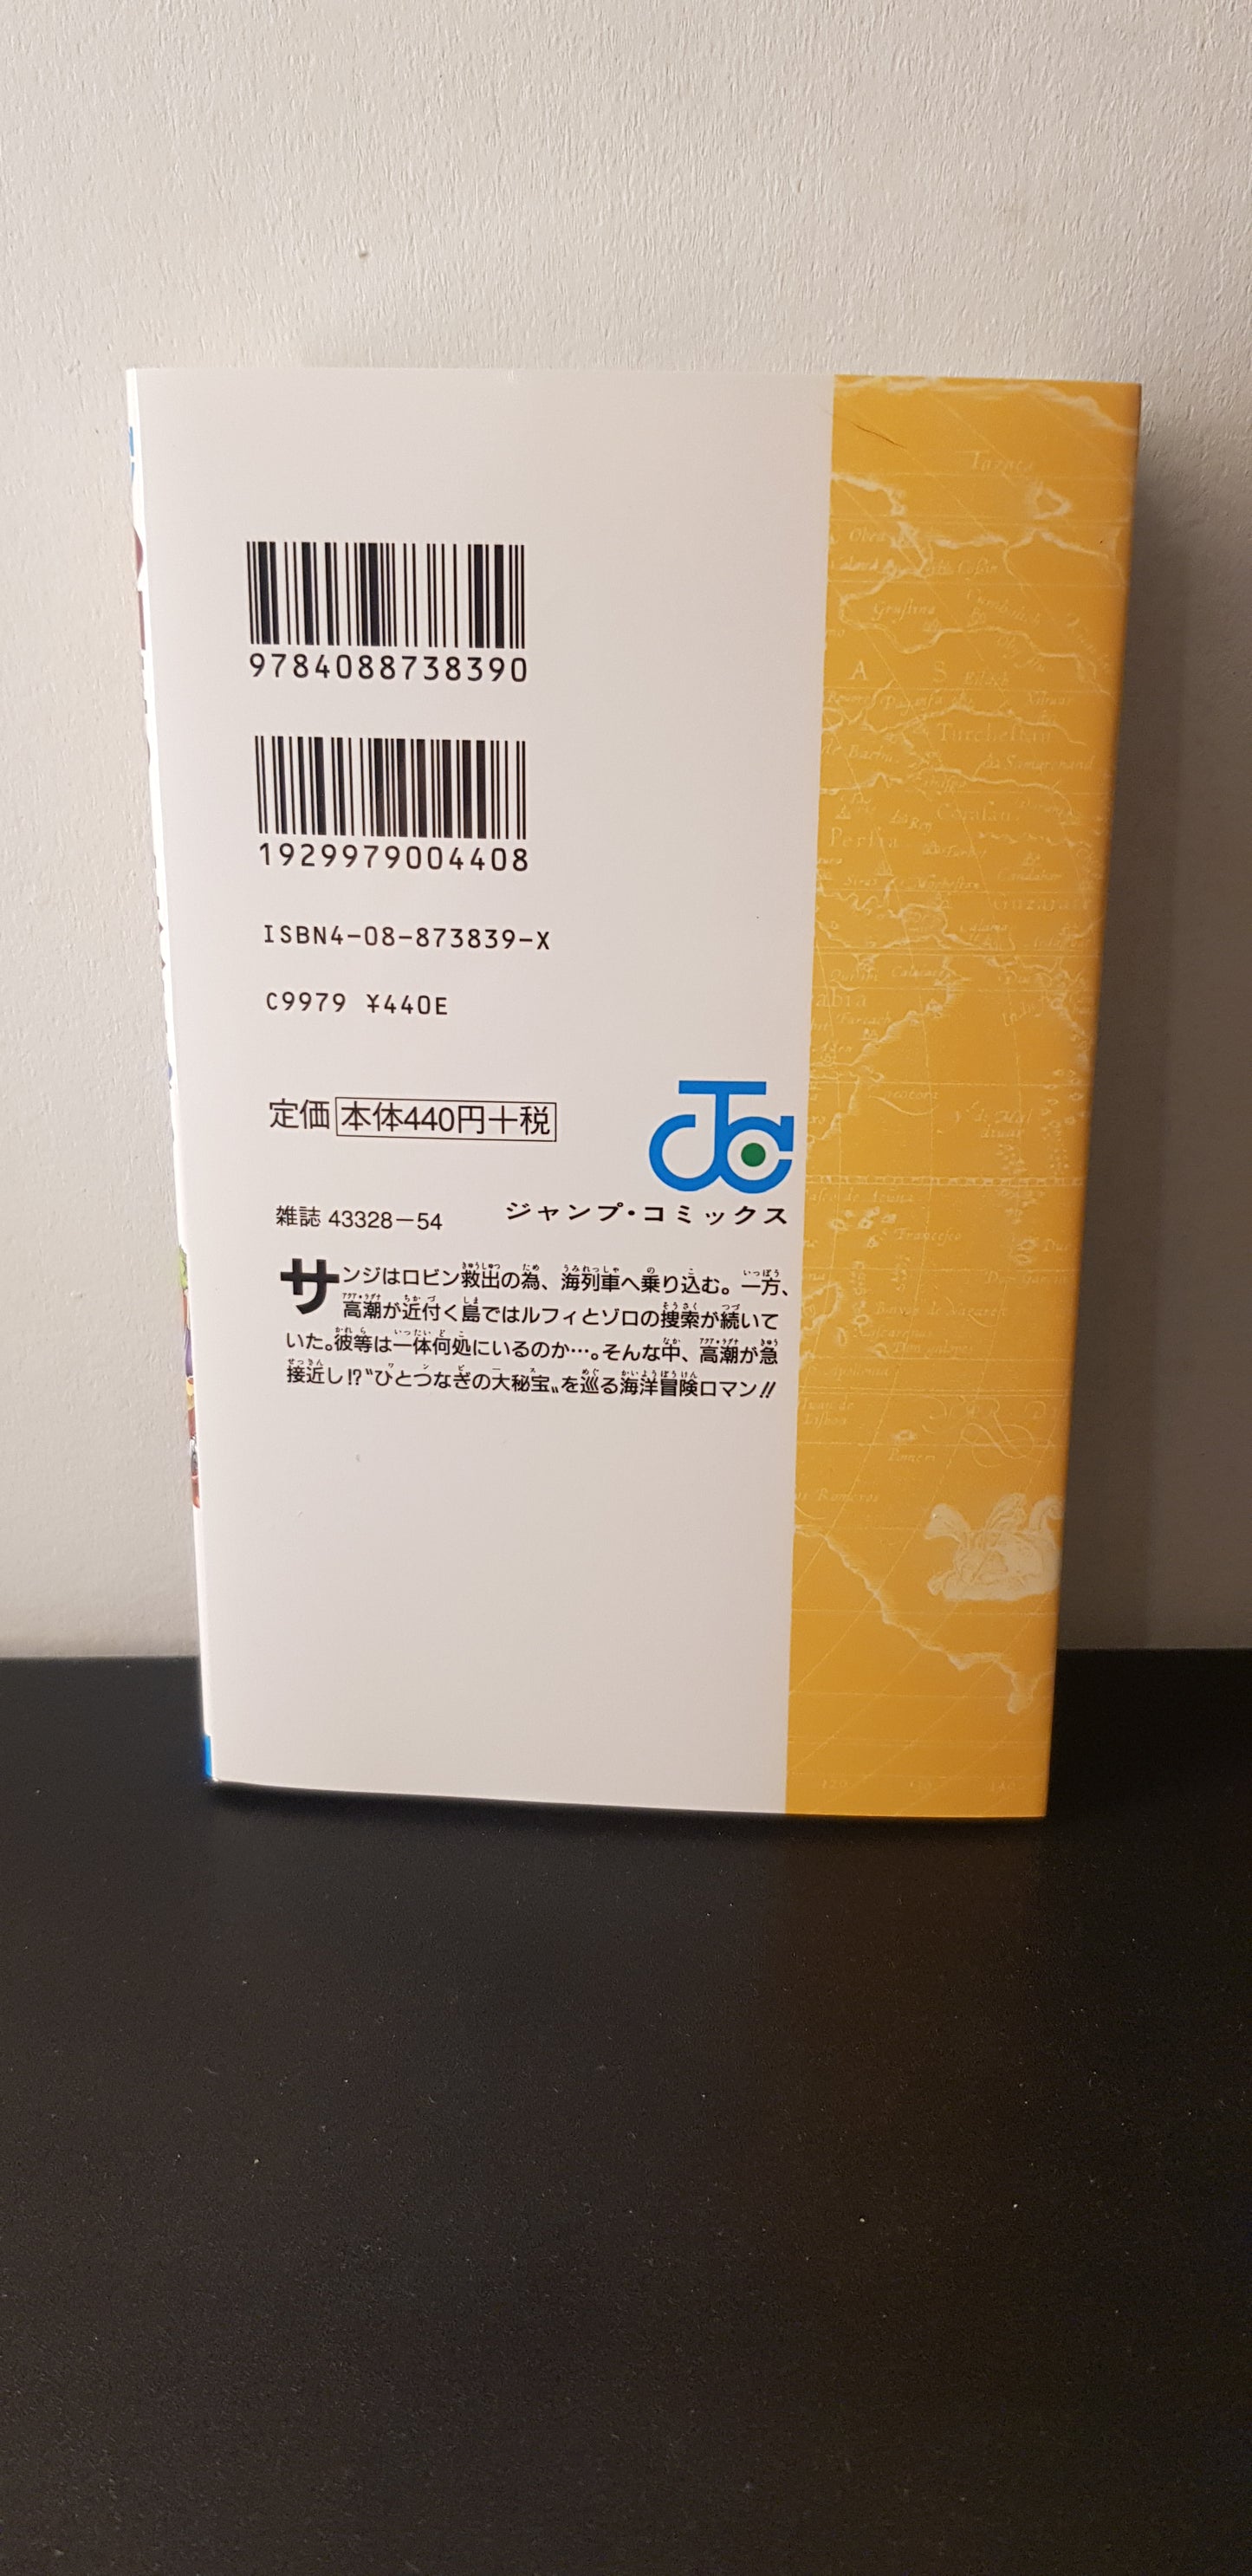 9784088738390
1929979004408
ISBN4-08-873839-X
C9979 ¥440E
定価 本体440円+税
雑誌 43328-54
ジャンプ・コミックス
サンジはロビン救出の為、海列車へ乗り込む。一方、
高潮が近付く島ではルフィとゾロの捜索が続いて
いた。彼等は一体何処にいるのか…。そんな中、高潮が急
接近し!?“ひとつなぎの大秘宝„を巡る海洋冒険ロマン!!
A S
Turchestan
Persia